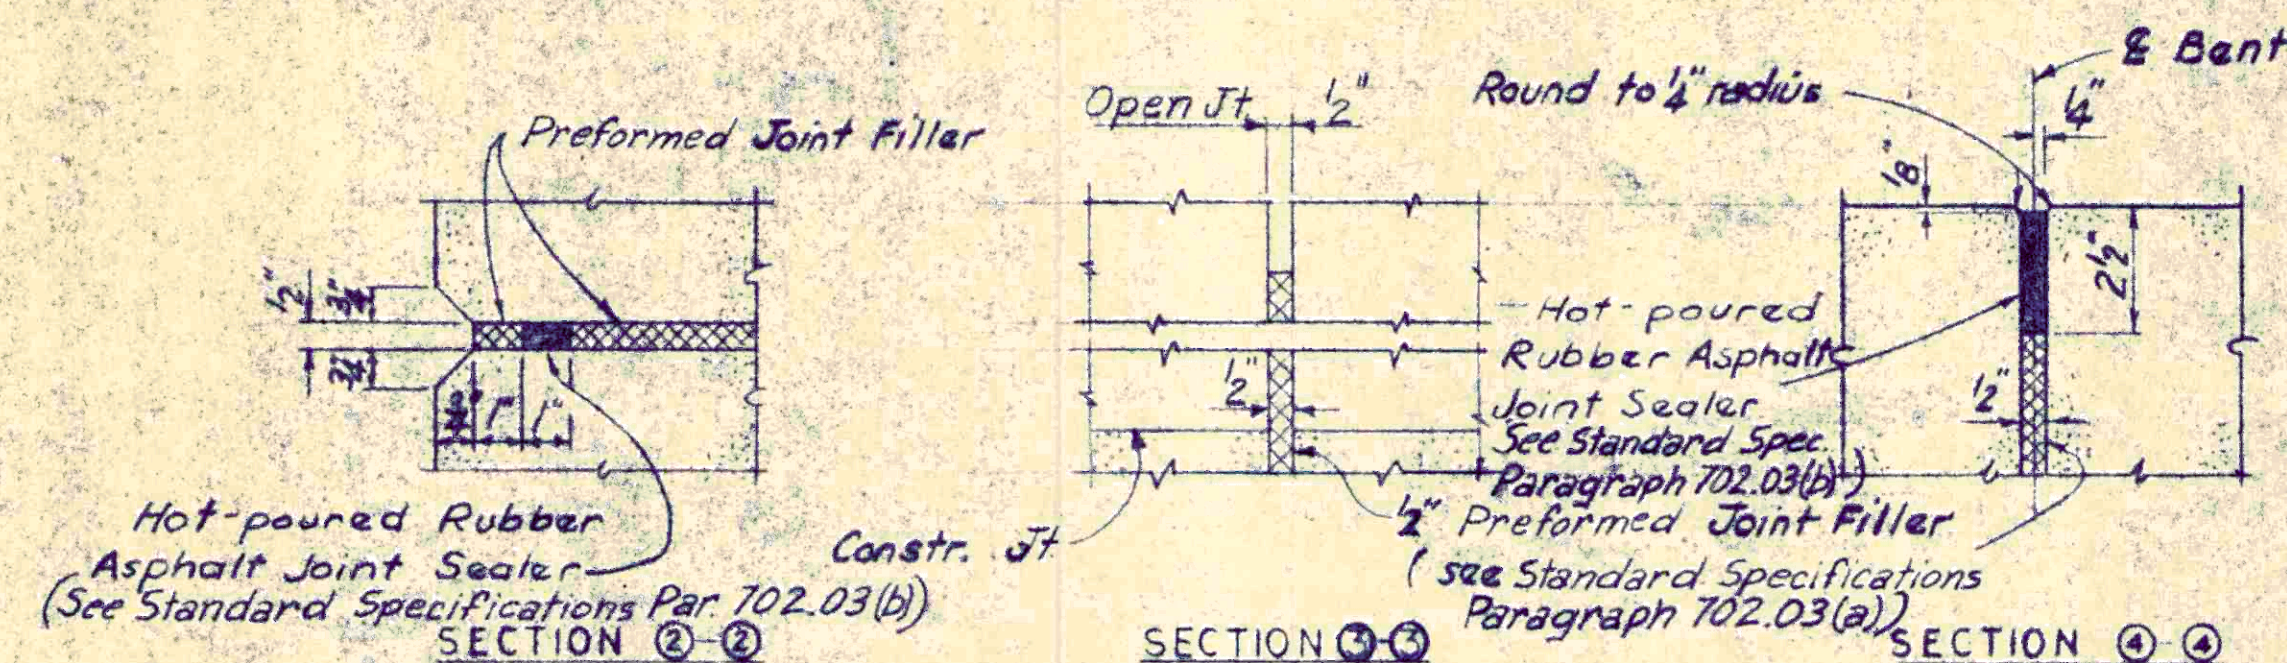 Preformed Joint Filler
1/2"
3/4"
3/4"
3/4" 1" 1"
Hot-poured Rubber
Asphalt Joint Sealer
(See Standard Specifications Par. 702.03(b))
SECTION 2-2
Open Jt. 1/2"
1/2"
Constr. Jt
1/2" Preformed Joint Filler
(see Standard Specifications
Paragraph 702.03(a))
SECTION 3-3
℄ Bent
Round to 1/4" radius
1/4"
1/8"
2 1/2"
Hot-poured
Rubber Asphalt
Joint Sealer
See Standard Spec.
Paragraph 702.03(b))
1/2"
SECTION 4-4